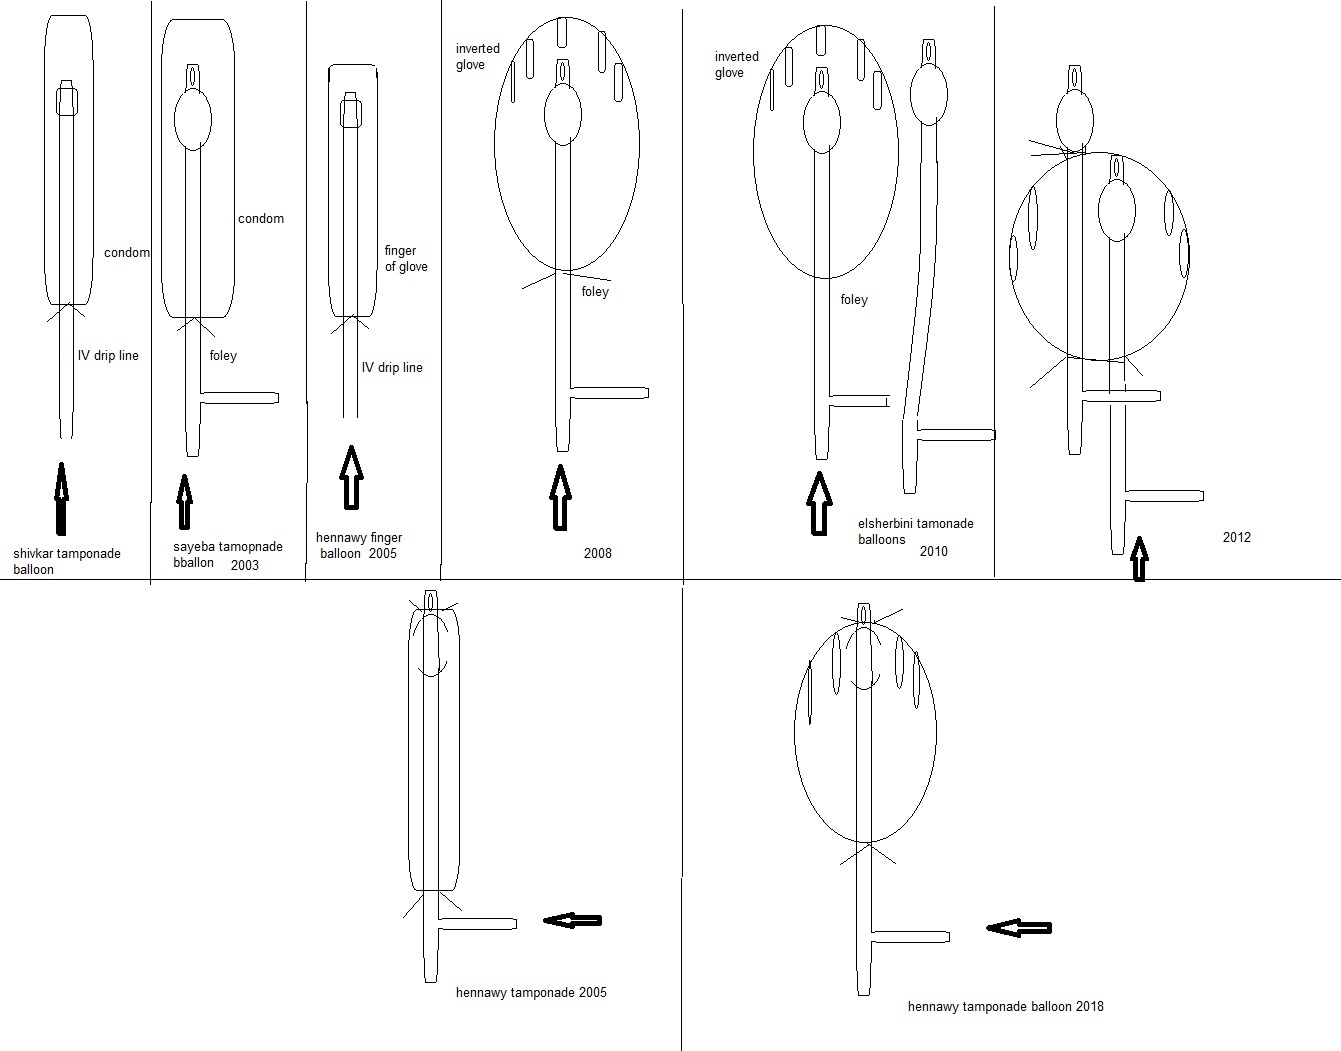 condom
IV drip line
shivkar tamponade
balloon
condom
foley
sayeba tamopnade
bballon 2003
finger
of glove
IV drip line
hennawy finger
balloon 2005
inverted
glove
foley
2008
inverted
glove
foley
elsherbini tamonade
balloons
2010
2012
hennawy tamponade 2005
hennawy tamponade balloon 2018